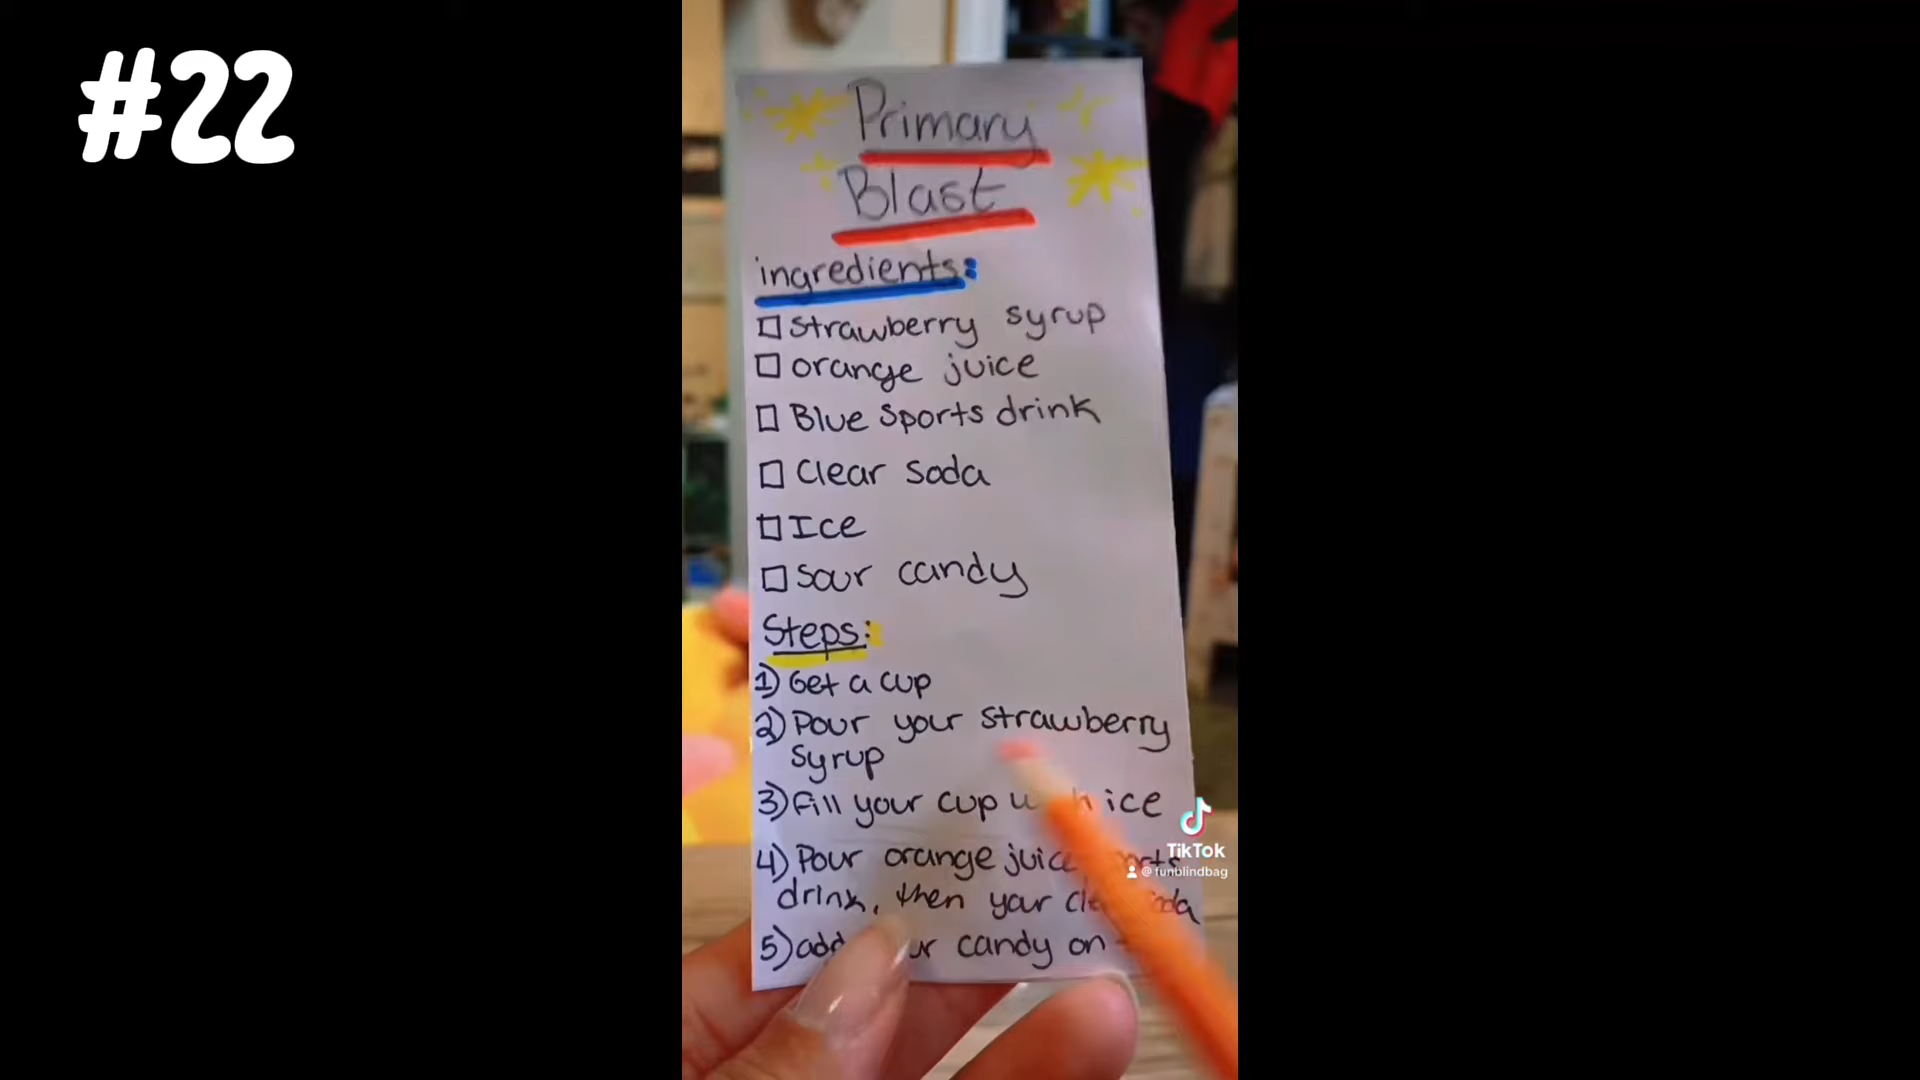 #22
Primary
Blast
ingredients:
Strawberry syrup
orange juice
Blue Sports drink
Clear Soda
Ice
Sour candy
Steps:
1) Get a cup
2) Pour your strawberry
syrup
3) fill your cup ice
4) Pour orange
drink, then your
5) candy on
TikTok
@funblindbag